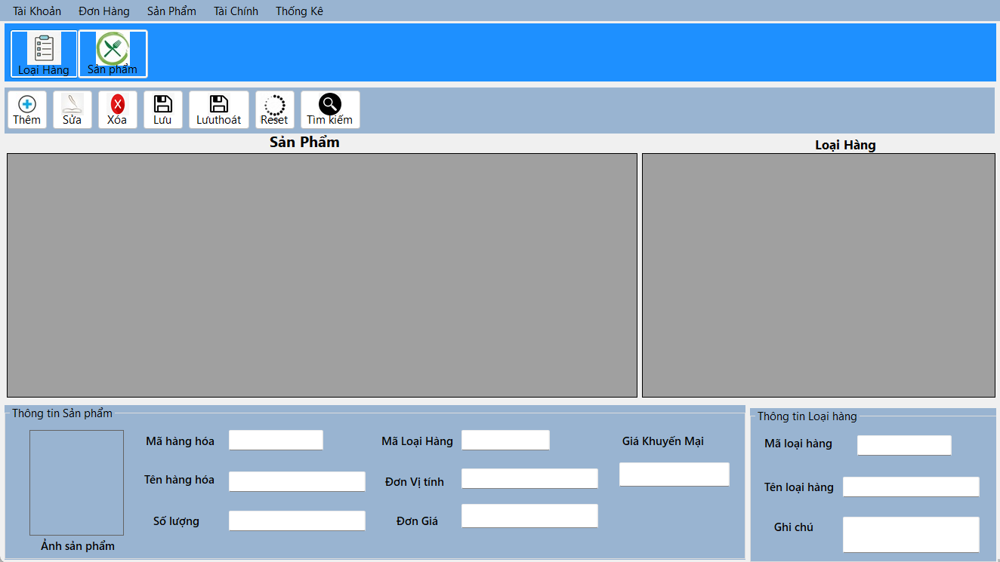 Tài Khoản Đơn Hàng Sản Phẩm Tài Chính Thống Kê
Loại Hàng Sản phẩm
Thêm Sửa Xóa Lưu Lưuthoát Reset Tìm kiếm
Sản Phẩm
Loại Hàng
Thông tin Sản phẩm
Mã hàng hóa Mã Loại Hàng Giá Khuyến Mại
Tên hàng hóa Đơn Vị tính
Số lượng Đơn Giá
Ảnh sản phẩm
Thông tin Loại hàng
Mã loại hàng
Tên loại hàng
Ghi chú